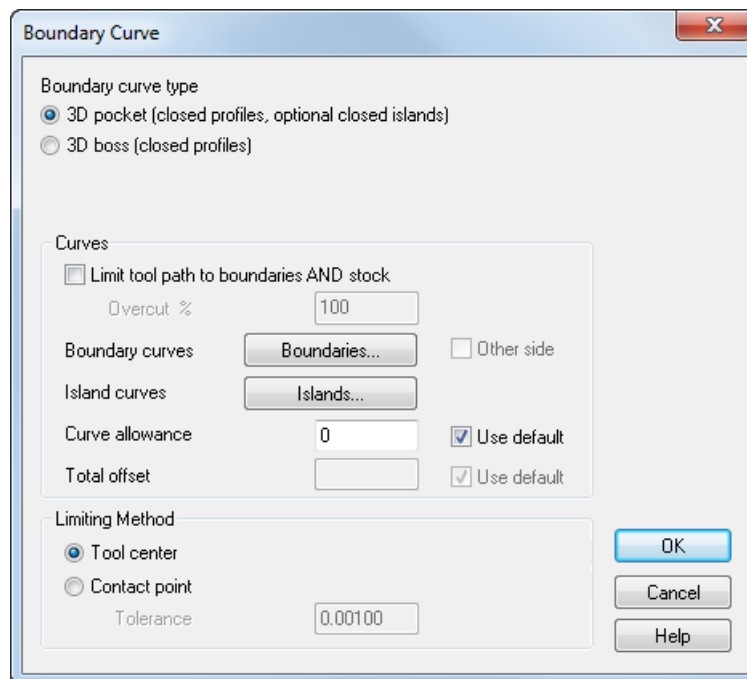 Boundary Curve
Boundary curve type
3D pocket (closed profiles, optional closed islands)
3D boss (closed profiles)
Curves
Limit tool path to boundaries AND stock
Overcut % 100
Boundary curves Boundaries... Other side
Island curves Islands...
Curve allowance 0 Use default
Total offset Use default
Limiting Method
Tool center
Contact point
Tolerance 0.00100
OK
Cancel
Help